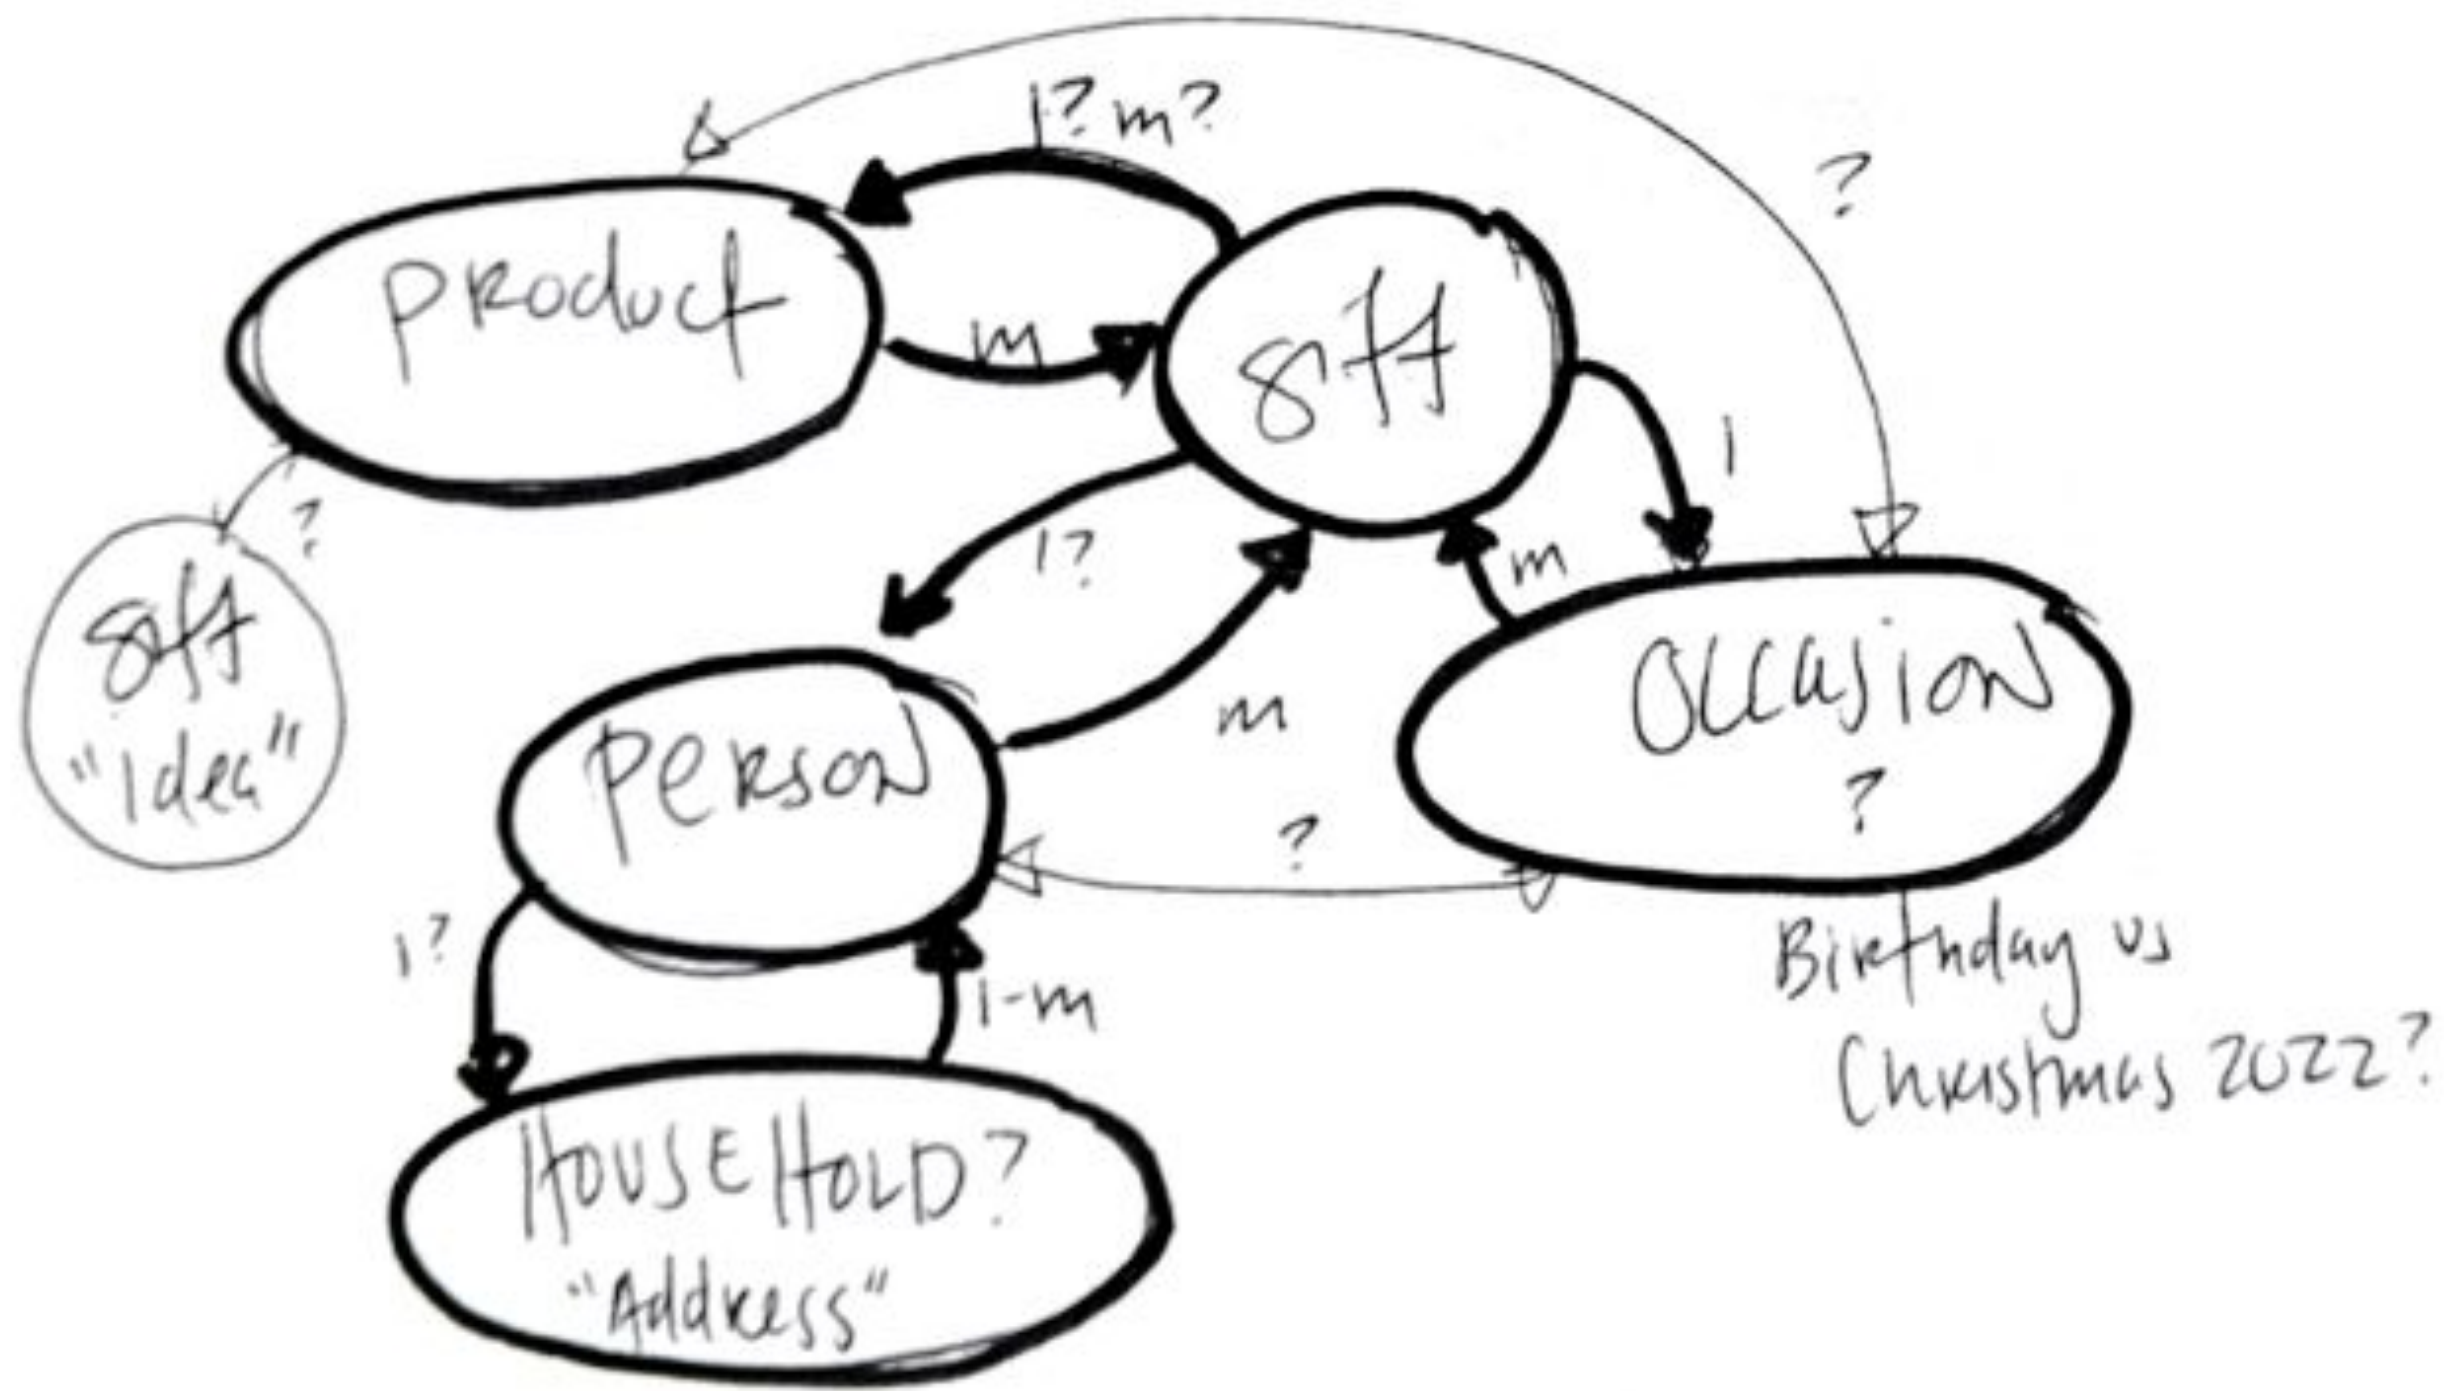 1? m?
?
Product
m
gift
1
?
gift
"Idea"
1?
m
m
Occasion
?
Person
?
1?
1-m
Birthday vs
Christmas 2022?
HOUSEHOLD?
"Address"